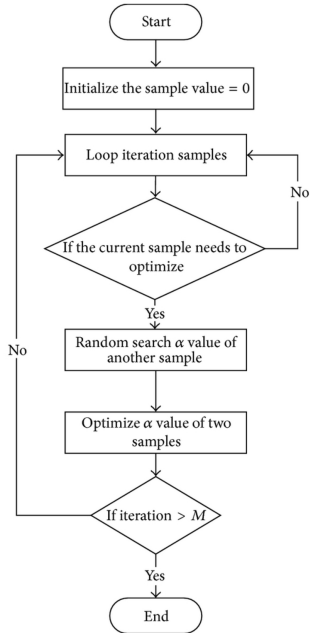 Start
Initialize the sample value = 0
Loop iteration samples
No
If the current sample needs to
optimize
Yes
Random search α value of
another sample
No
Optimize α value of two
samples
If iteration > M
Yes
End